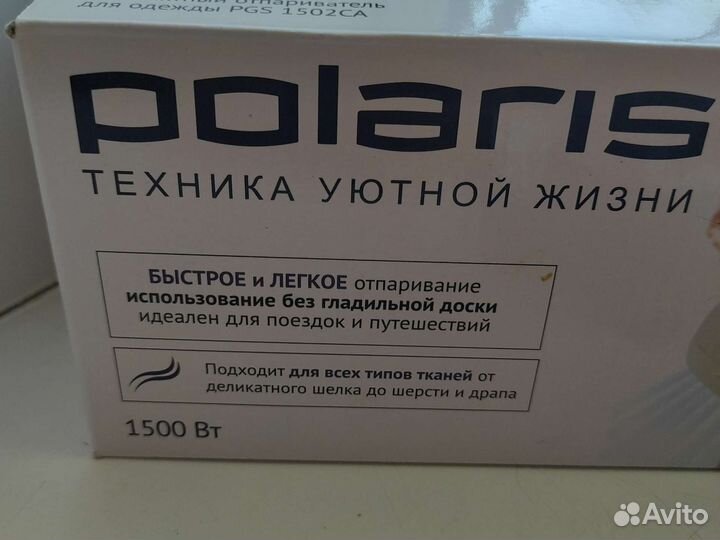 отпариватель
для одежды PGS 1502CA
polaris
ТЕХНИКА УЮТНОЙ ЖИЗНИ
БЫСТРОЕ и ЛЕГКОЕ отпаривание
использование без гладильной доски
идеален для поездок и путешествий
Подходит для всех типов тканей от
деликатного шелка до шерсти и драпа
1500 Вт
Avito